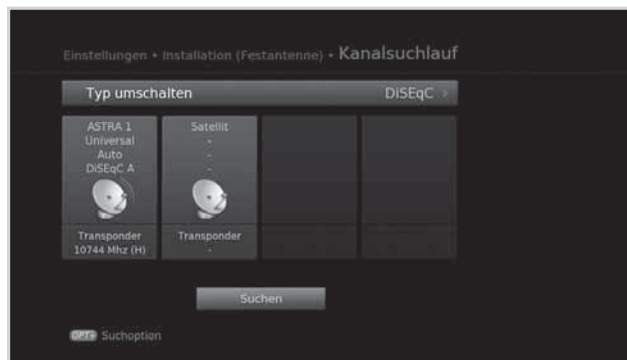 Einstellungen • Installation (Festantenne) • Kanalsuchlauf
Typ umschalten DiSEqC >
ASTRA 1
Universal
Auto
DiSEqC A
Transponder
10744 Mhz (H)
Satellit
-
-
-
Transponder
-
Suchen
OPT+ Suchoption